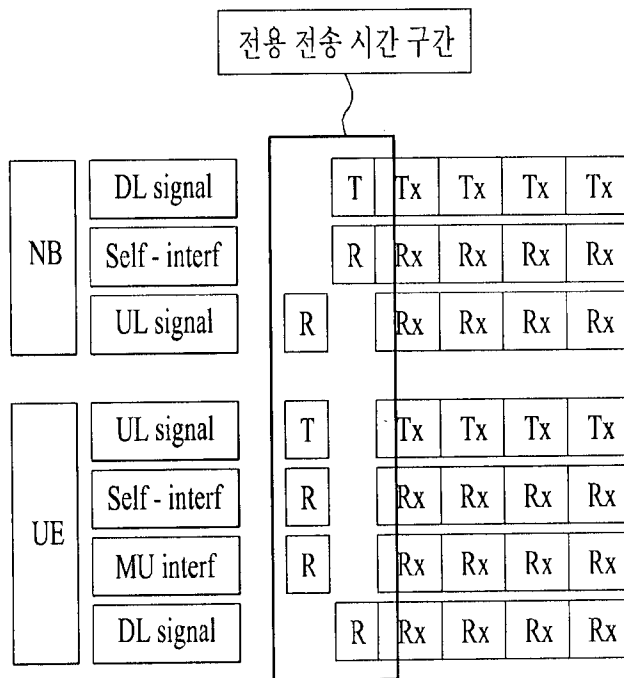 전용 전송 시간 구간
NB
DL signal T Tx Tx Tx Tx
Self - interf R Rx Rx Rx Rx
UL signal R Rx Rx Rx Rx
UE
UL signal T Tx Tx Tx Tx
Self - interf R Rx Rx Rx Rx
MU interf R Rx Rx Rx Rx
DL signal R Rx Rx Rx Rx